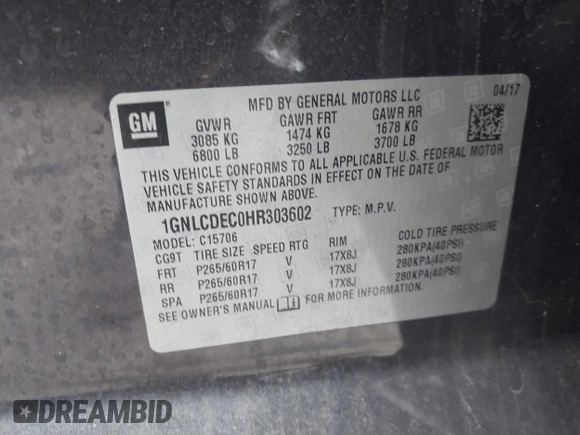 MFD BY GENERAL MOTORS LLC 04/17
GM
GVWR GAWR FRT GAWR RR
3085 KG 1474 KG 1678 KG
6800 LB 3250 LB 3700 LB
THIS VEHICLE CONFORMS TO ALL APPLICABLE U.S. FEDERAL MOTOR
VEHICLE SAFETY STANDARDS IN EFFECT ON THE DATE OF
MANUFACTURE SHOWN ABOVE.
1GNLCDEC0HR303602 TYPE: M.P.V.
MODEL: C15706
CG9T TIRE SIZE SPEED RTG RIM COLD TIRE PRESSURE
FRT P265/60R17 V 17X8J 280KPA(40PSI)
RR P265/60R17 V 17X8J 280KPA(40PSI)
SPA P265/60R17 V 17X8J 280KPA(40PSI)
SEE OWNER'S MANUAL FOR MORE INFORMATION.
DREAMBID